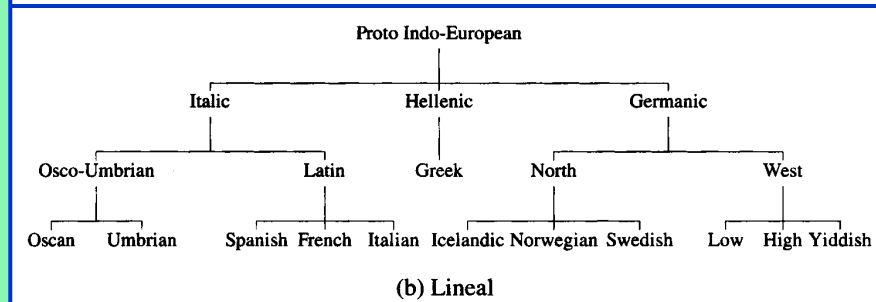 Proto Indo-European
Italic Hellenic Germanic
Osco-Umbrian Latin Greek North West
Oscan Umbrian Spanish French Italian Icelandic Norwegian Swedish Low High Yiddish
(b) Lineal